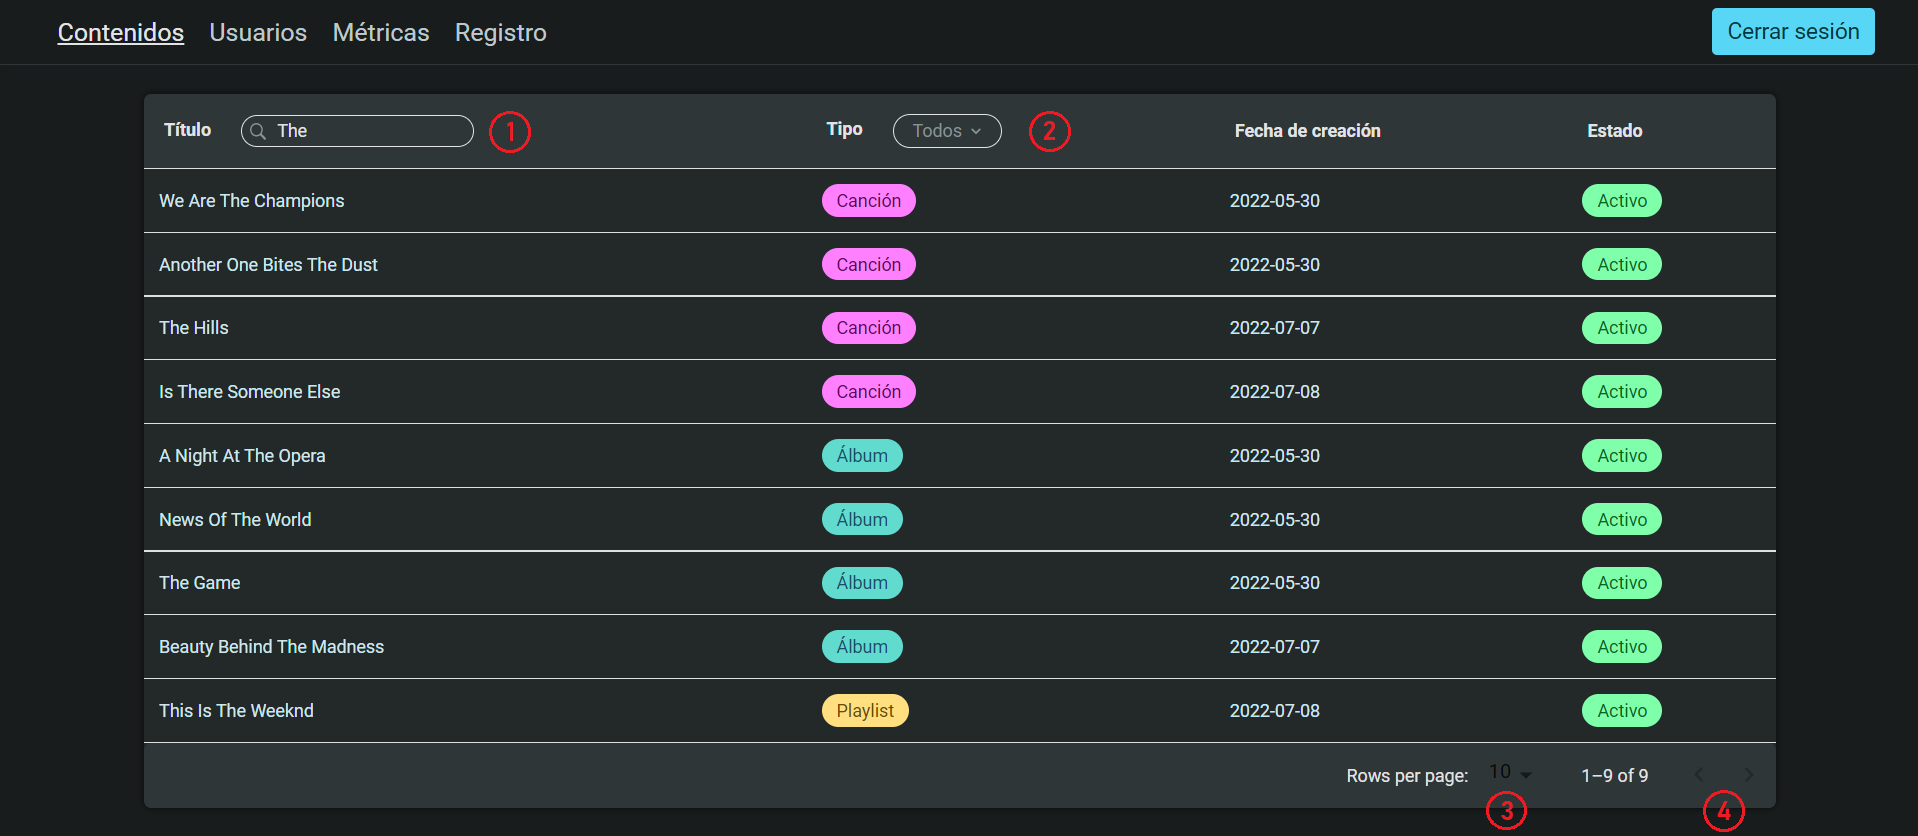 Contenidos Usuarios Métricas Registro Cerrar sesión
Título The 1 Tipo Todos 2 Fecha de creación Estado
We Are The Champions Canción 2022-05-30 Activo
Another One Bites The Dust Canción 2022-05-30 Activo
The Hills Canción 2022-07-07 Activo
Is There Someone Else Canción 2022-07-08 Activo
A Night At The Opera Álbum 2022-05-30 Activo
News Of The World Álbum 2022-05-30 Activo
The Game Álbum 2022-05-30 Activo
Beauty Behind The Madness Álbum 2022-07-07 Activo
This Is The Weeknd Playlist 2022-07-08 Activo
Rows per page: 10 1–9 of 9
3 4